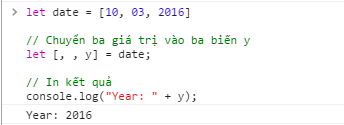 > let date = [10, 03, 2016]
// Chuyển ba giá trị vào ba biến y
let [, , y] = date;
// In kết quả
console.log("Year: " + y);
Year: 2016